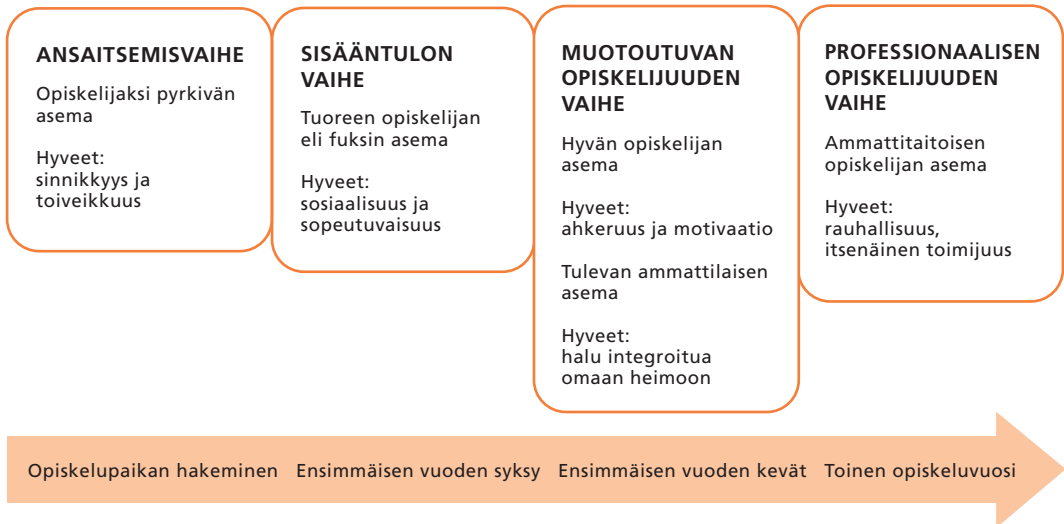 ANSAITSEMISVAIHE
Opiskelijaksi pyrkivän
asema
Hyveet:
sinnikkyys ja
toiveikkuus
SISÄÄNTULON
VAIHE
Tuoreen opiskelijan
eli fuksin asema
Hyveet:
sosiaalisuus ja
sopeutuvaisuus
MUOTOUTUVAN
OPISKELIJUUDEN
VAIHE
Hyvän opiskelijan
asema
Hyveet:
ahkeruus ja motivaatio
Tulevan ammattilaisen
asema
Hyveet:
halu integroitua
omaan heimoon
PROFESSIONAALISEN
OPISKELIJUUDEN
VAIHE
Ammattitaitoisen
opiskelijan asema
Hyveet:
rauhallisuus,
itsenäinen toimijuus
Opiskelupaikan hakeminen
Ensimmäisen vuoden syksy
Ensimmäisen vuoden kevät
Toinen opiskeluvuosi